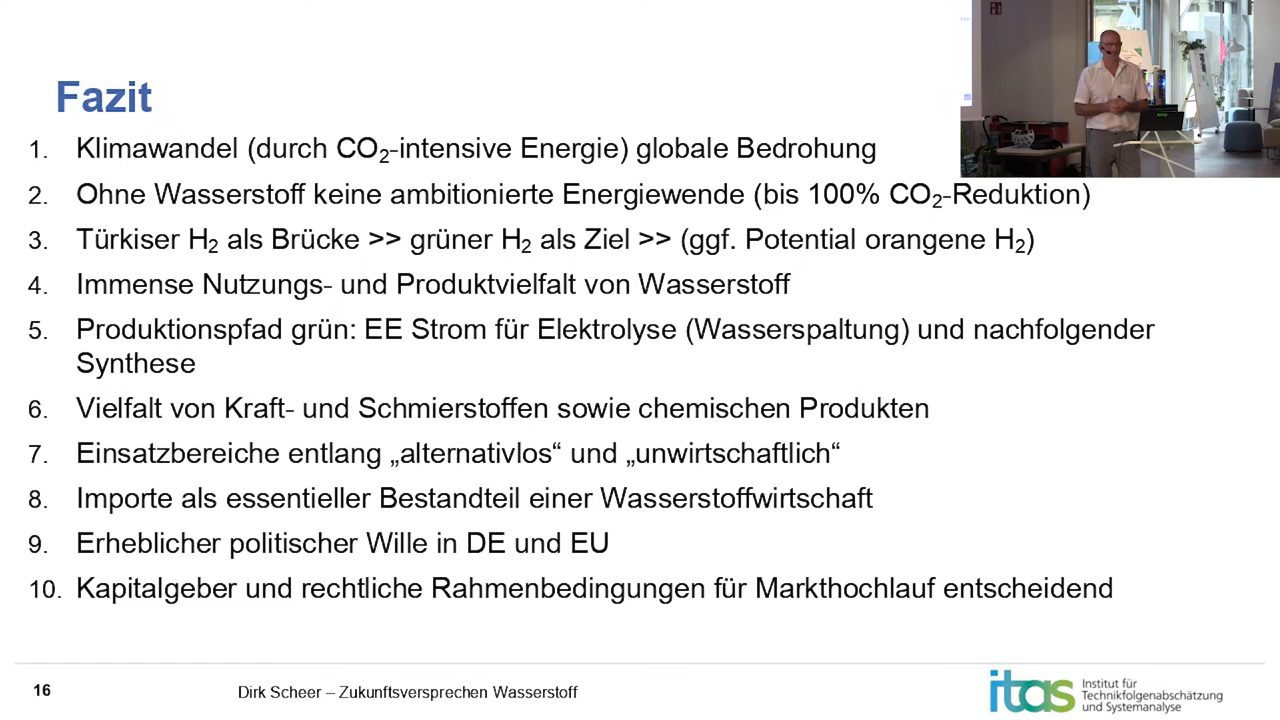 Fazit
1. Klimawandel (durch CO₂-intensive Energie) globale Bedrohung
2. Ohne Wasserstoff keine ambitionierte Energiewende (bis 100% CO₂-Reduktion)
3. Türkiser H₂ als Brücke >> grüner H₂ als Ziel >> (ggf. Potential orangene H₂)
4. Immense Nutzungs- und Produktvielfalt von Wasserstoff
5. Produktionspfad grün: EE Strom für Elektrolyse (Wasserspaltung) und nachfolgender
Synthese
6. Vielfalt von Kraft- und Schmierstoffen sowie chemischen Produkten
7. Einsatzbereiche entlang „alternativlos“ und „unwirtschaftlich“
8. Importe als essentieller Bestandteil einer Wasserstoffwirtschaft
9. Erheblicher politischer Wille in DE und EU
10. Kapitalgeber und rechtliche Rahmenbedingungen für Markthochlauf entscheidend
16
Dirk Scheer – Zukunftsversprechen Wasserstoff
itas
Institut für
Technikfolgenabschätzung
und Systemanalyse